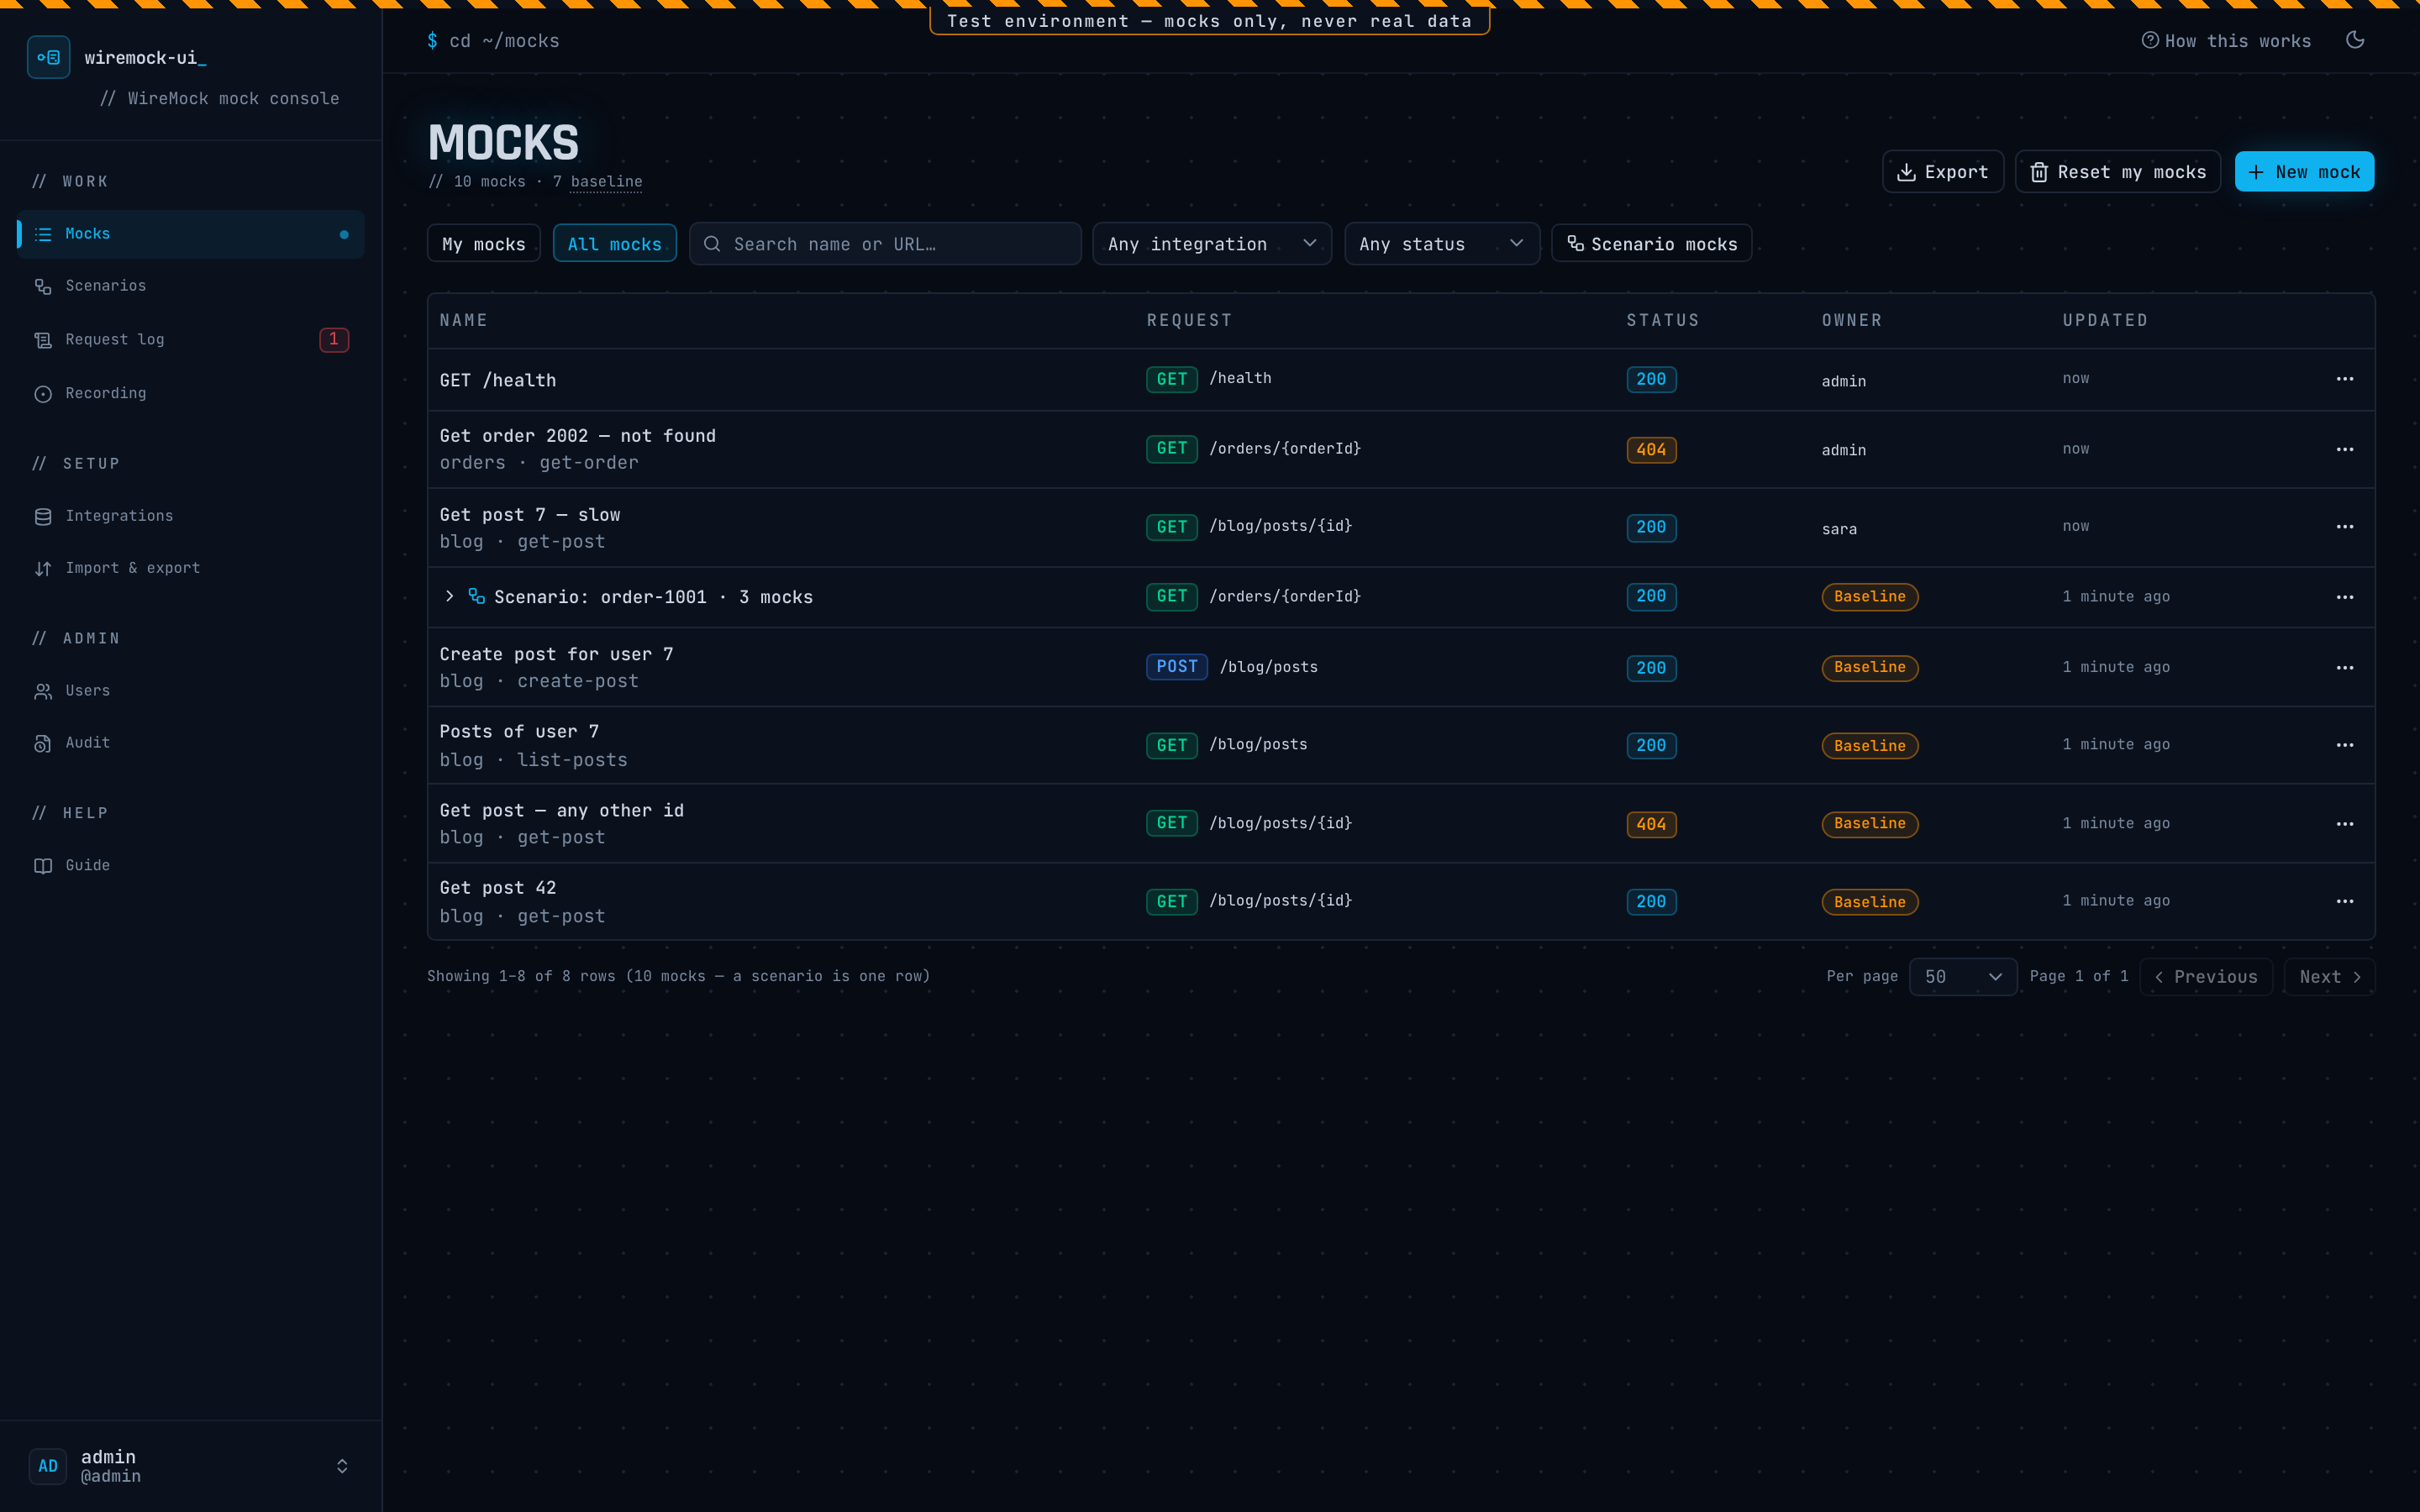 Test environment — mocks only, never real data
wiremock-ui_
// WireMock mock console
$ cd ~/mocks
How this works
// WORK
Mocks
Scenarios
Request log 1
Recording
// SETUP
Integrations
Import & export
// ADMIN
Users
Audit
// HELP
Guide
AD
admin
@admin
MOCKS
// 10 mocks · 7 baseline
Export
Reset my mocks
New mock
My mocks
All mocks
Search name or URL…
Any integration
Any status
Scenario mocks
NAME REQUEST STATUS OWNER UPDATED
GET /health GET /health 200 admin now
Get order 2002 — not found GET /orders/{orderId} 404 admin now
orders · get-order
Get post 7 — slow GET /blog/posts/{id} 200 sara now
blog · get-post
Scenario: order-1001 · 3 mocks GET /orders/{orderId} 200 Baseline 1 minute ago
Create post for user 7 POST /blog/posts 200 Baseline 1 minute ago
blog · create-post
Posts of user 7 GET /blog/posts 200 Baseline 1 minute ago
blog · list-posts
Get post — any other id GET /blog/posts/{id} 404 Baseline 1 minute ago
blog · get-post
Get post 42 GET /blog/posts/{id} 200 Baseline 1 minute ago
blog · get-post
Showing 1–8 of 8 rows (10 mocks — a scenario is one row)
Per page 50 Page 1 of 1 Previous Next